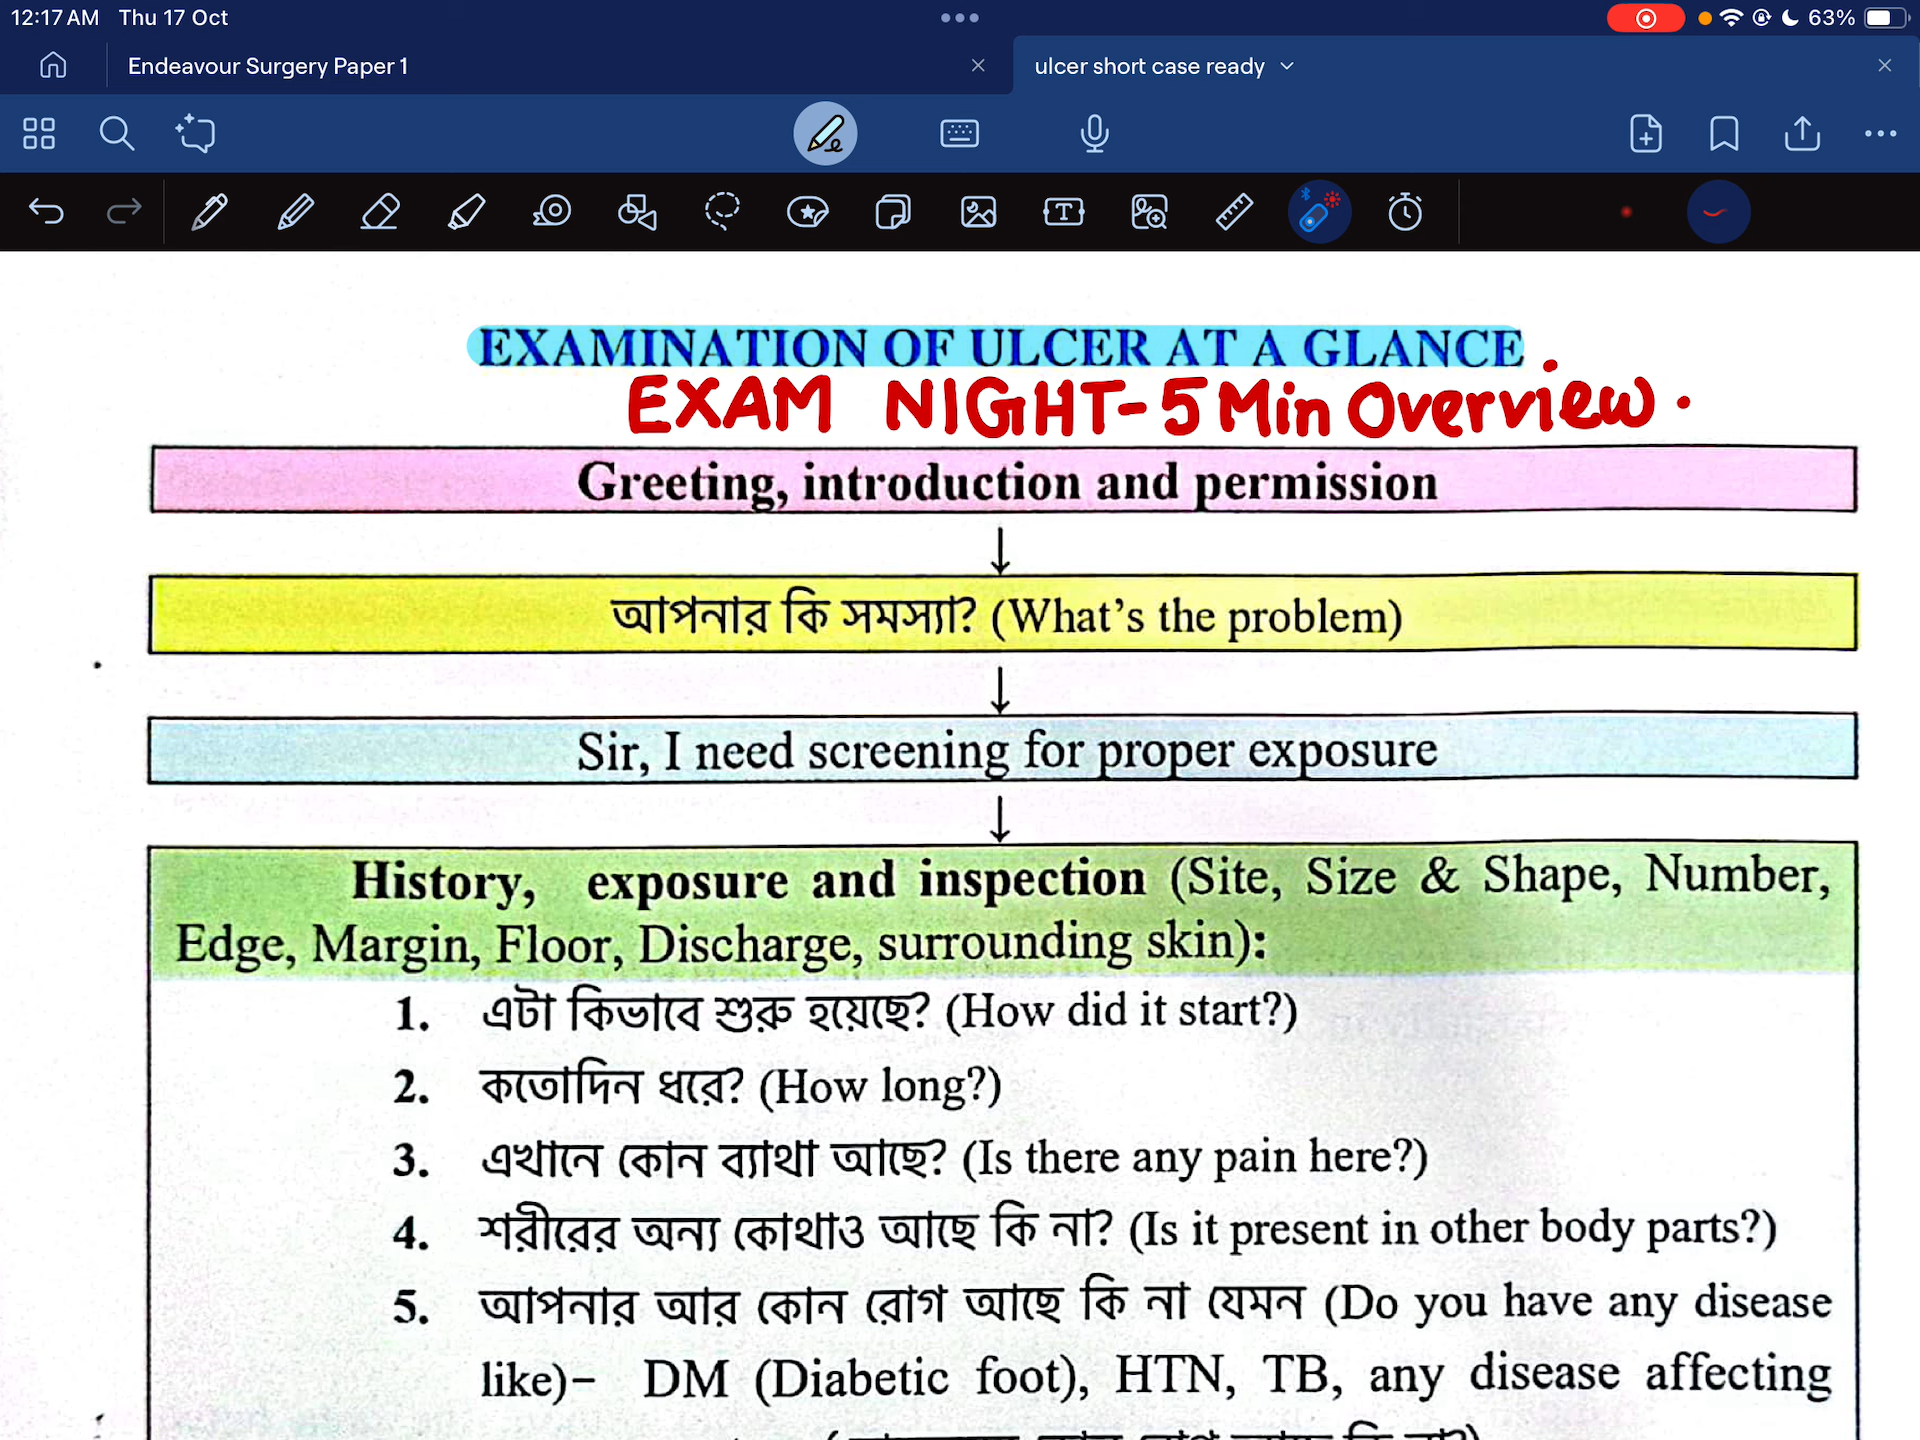 12:17 AM Thu 17 Oct
63%
Endeavour Surgery Paper 1
ulcer short case ready
EXAMINATION OF ULCER AT A GLANCE
EXAM NIGHT-5 Min Overview.
Greeting, introduction and permission
আপনার কি সমস্যা? (What's the problem)
Sir, I need screening for proper exposure
History, exposure and inspection (Site, Size & Shape, Number,
Edge, Margin, Floor, Discharge, surrounding skin):
1. এটা কিভাবে শুরু হয়েছে? (How did it start?)
2. কতোদিন ধরে? (How long?)
3. এখানে কোন ব্যাথা আছে? (Is there any pain here?)
4. শরীরের অন্য কোথাও আছে কি না? (Is it present in other body parts?)
5. আপনার আর কোন রোগ আছে কি না যেমন (Do you have any disease
like)– DM (Diabetic foot), HTN, TB, any disease affecting